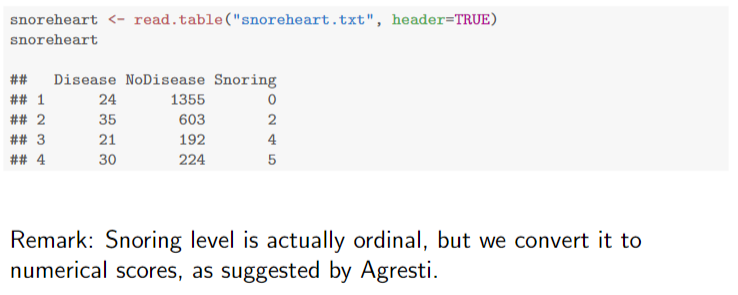 snoreheart <- read.table("snoreheart.txt", header=TRUE)
snoreheart
##   Disease NoDisease Snoring
## 1      24      1355       0
## 2      35       603       2
## 3      21       192       4
## 4      30       224       5
Remark: Snoring level is actually ordinal, but we convert it to
numerical scores, as suggested by Agresti.